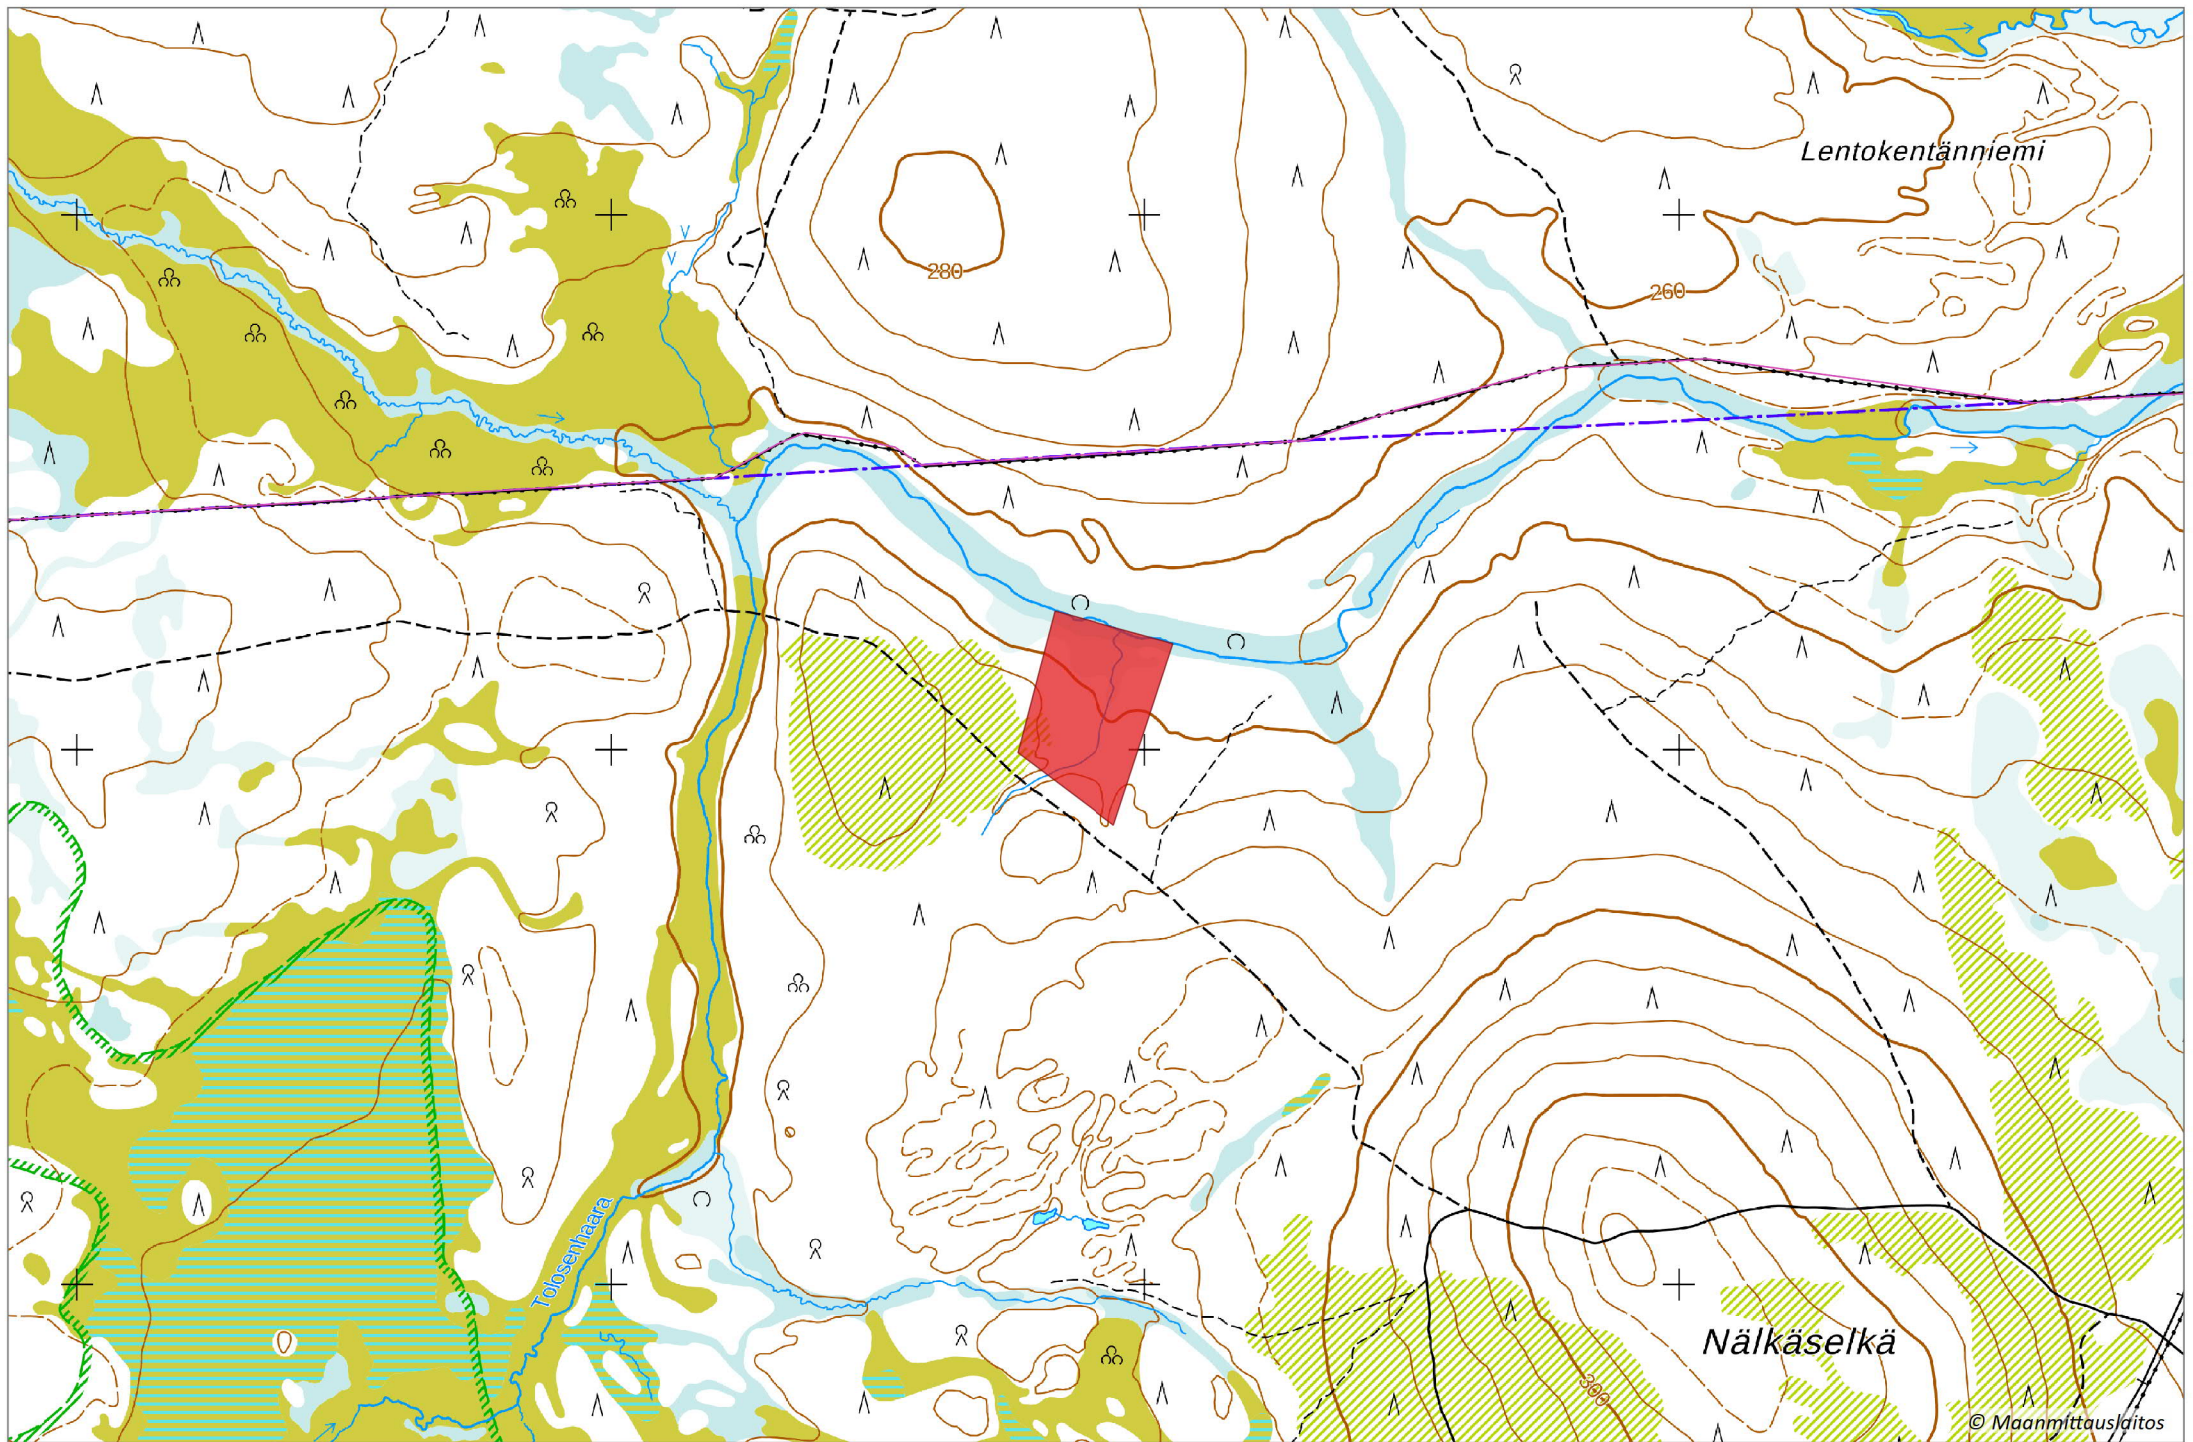 Lentokentänniemi
280
260
Tolosenhaara
Nälkäselkä
300
© Maanmittauslaitos